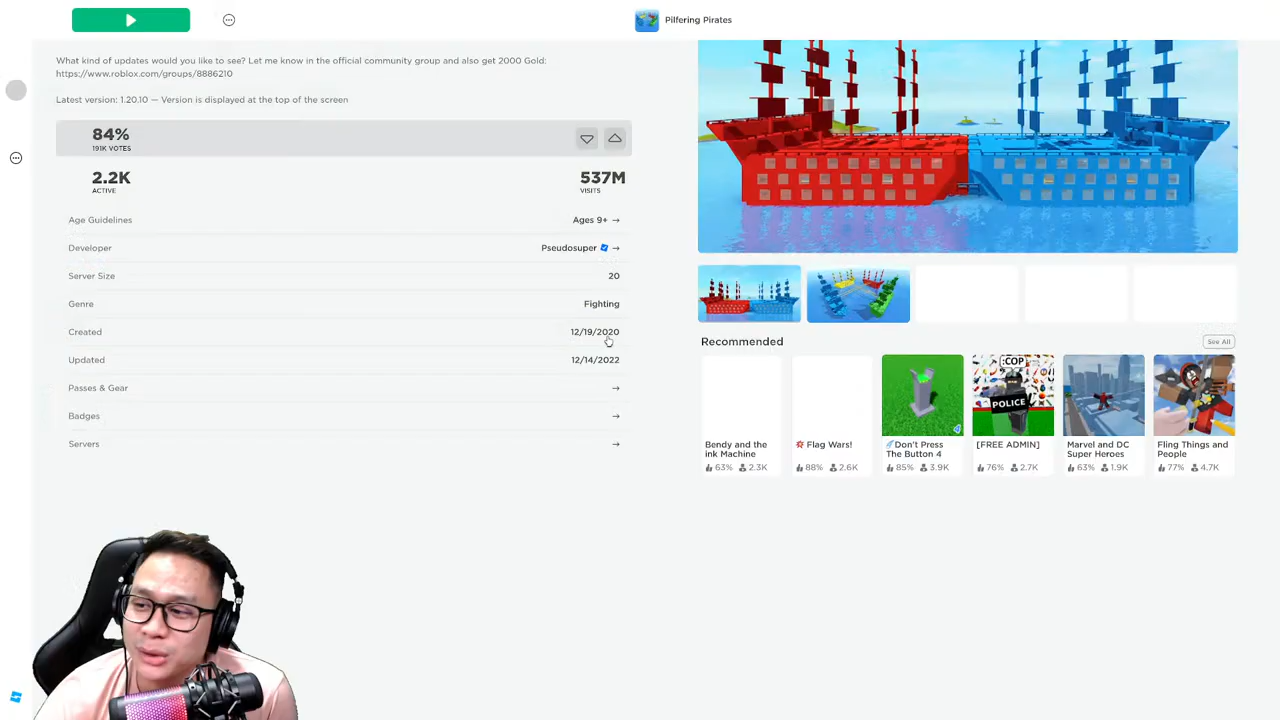 Pilfering Pirates
What kind of updates would you like to see? Let me know in the official community group and also get 2000 Gold:
https://www.roblox.com/groups/8886210
Latest version: 1.20.10 — Version is displayed at the top of the screen
84%
191K VOTES
2.2K
ACTIVE
537M
VISITS
Age Guidelines
Ages 9+ →
Developer
Pseudosuper →
Server Size
20
Genre
Fighting
Created
12/19/2020
Updated
12/14/2022
Passes & Gear →
Badges →
Servers →
Recommended
See All
Bendy and the
ink Machine
63% 2.3K
💥 Flag Wars!
88% 2.6K
🚀Don't Press
The Button 4
85% 3.9K
:COP
POLICE
[FREE ADMIN]
76% 2.7K
Marvel and DC
Super Heroes
63% 1.9K
Fling Things and
People
77% 4.7K